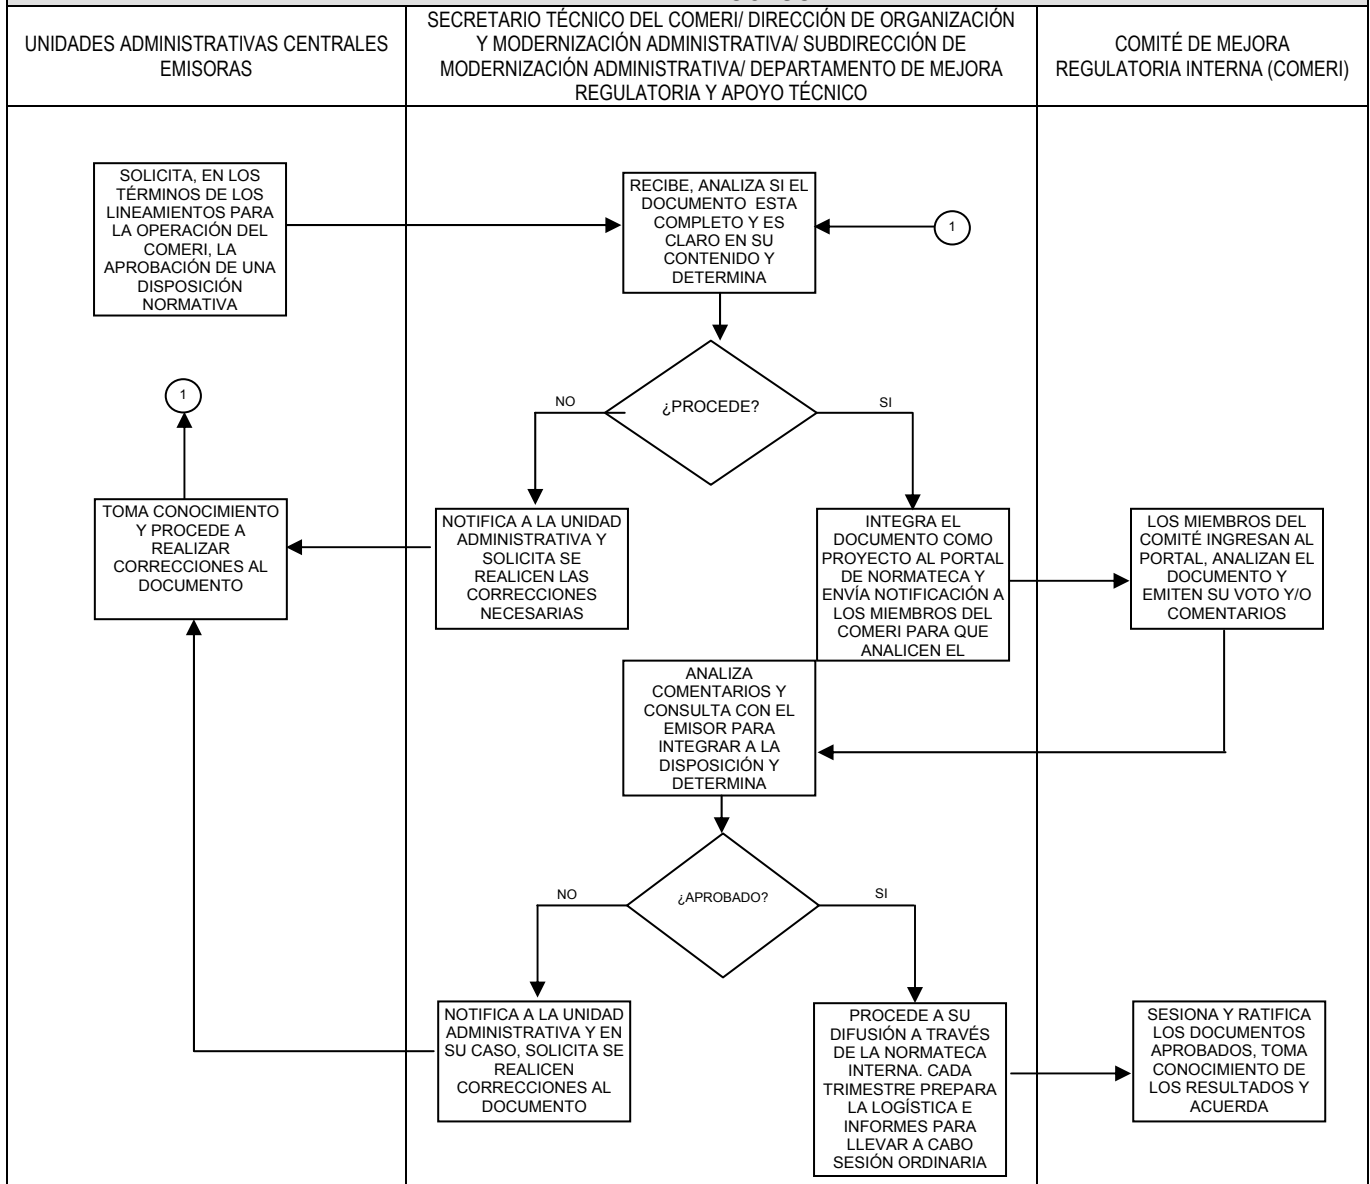 UNIDADES ADMINISTRATIVAS CENTRALES
EMISORAS
SECRETARIO TÉCNICO DEL COMERI/ DIRECCIÓN DE ORGANIZACIÓN
Y MODERNIZACIÓN ADMINISTRATIVA/ SUBDIRECCIÓN DE
MODERNIZACIÓN ADMINISTRATIVA/ DEPARTAMENTO DE MEJORA
REGULATORIA Y APOYO TÉCNICO
COMITÉ DE MEJORA
REGULATORIA INTERNA (COMERI)
SOLICITA, EN LOS
TÉRMINOS DE LOS
LINEAMIENTOS PARA
LA OPERACIÓN DEL
COMERI, LA
APROBACIÓN DE UNA
DISPOSICIÓN
NORMATIVA
RECIBE, ANALIZA SI EL
DOCUMENTO ESTA
COMPLETO Y ES
CLARO EN SU
CONTENIDO Y
DETERMINA
1
¿PROCEDE?
NO
SI
1
TOMA CONOCIMIENTO
Y PROCEDE A
REALIZAR
CORRECCIONES AL
DOCUMENTO
NOTIFICA A LA UNIDAD
ADMINISTRATIVA Y
SOLICITA SE
REALICEN LAS
CORRECCIONES
NECESARIAS
INTEGRA EL
DOCUMENTO COMO
PROYECTO AL PORTAL
DE NORMATECA Y
ENVÍA NOTIFICACIÓN A
LOS MIEMBROS DEL
COMERI PARA QUE
ANALICEN EL
LOS MIEMBROS DEL
COMITÉ INGRESAN AL
PORTAL, ANALIZAN EL
DOCUMENTO Y
EMITEN SU VOTO Y/O
COMENTARIOS
ANALIZA
COMENTARIOS Y
CONSULTA CON EL
EMISOR PARA
INTEGRAR A LA
DISPOSICIÓN Y
DETERMINA
¿APROBADO?
NO
SI
NOTIFICA A LA UNIDAD
ADMINISTRATIVA Y EN
SU CASO, SOLICITA SE
REALICEN
CORRECCIONES AL
DOCUMENTO
PROCEDE A SU
DIFUSIÓN A TRAVÉS
DE LA NORMATECA
INTERNA. CADA
TRIMESTRE PREPARA
LA LOGÍSTICA E
INFORMES PARA
LLEVAR A CABO
SESIÓN ORDINARIA
SESIONA Y RATIFICA
LOS DOCUMENTOS
APROBADOS, TOMA
CONOCIMIENTO DE
LOS RESULTADOS Y
ACUERDA